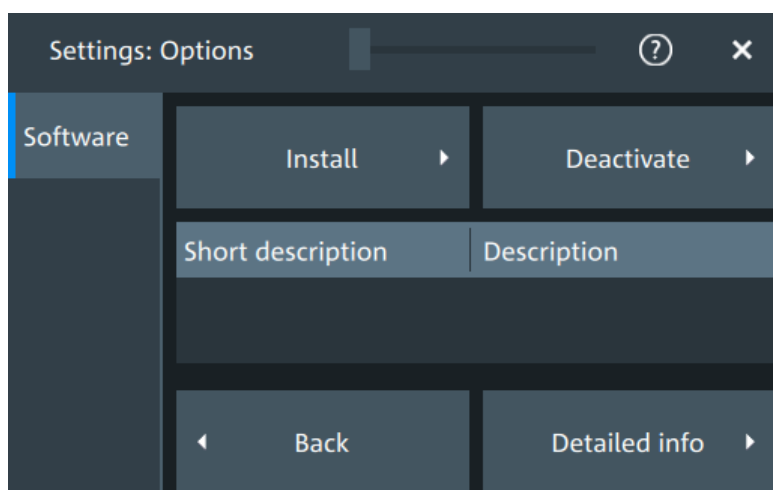 Settings: Options
Software
Install
Deactivate
Short description
Description
Back
Detailed info